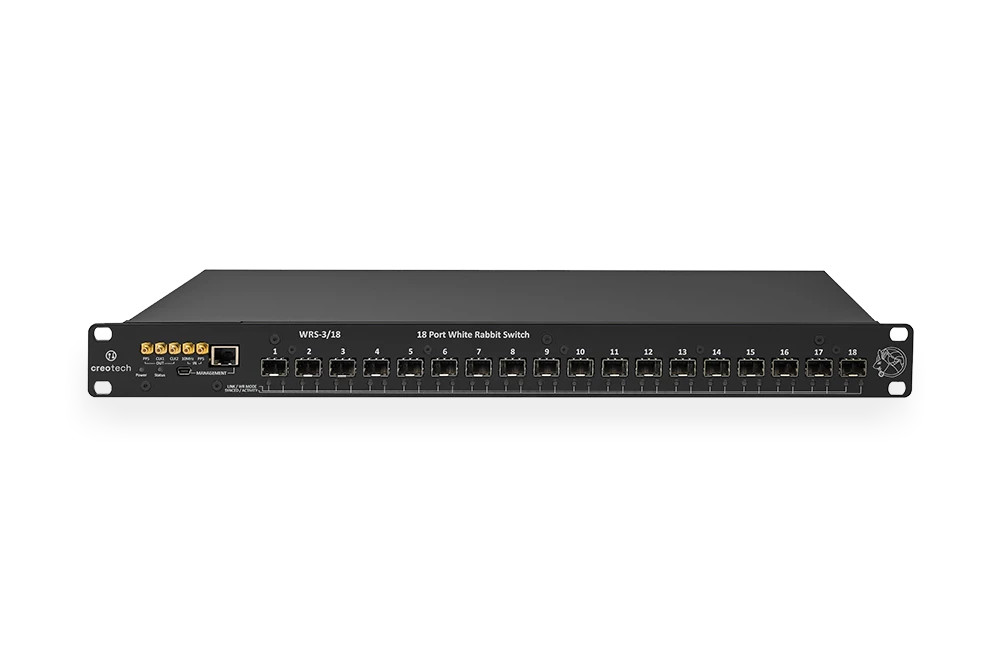 WRS-3/18
18 Port White Rabbit Switch
1 2 3 4 5 6 7 8 9 10 11 12 13 14 15 16 17 18
PPS CLK1 CLK2 10MHz PPS
OUT IN
creotech
Power Status
MANAGEMENT
LINK / WR MODE
SYNCED / ACTIVITY